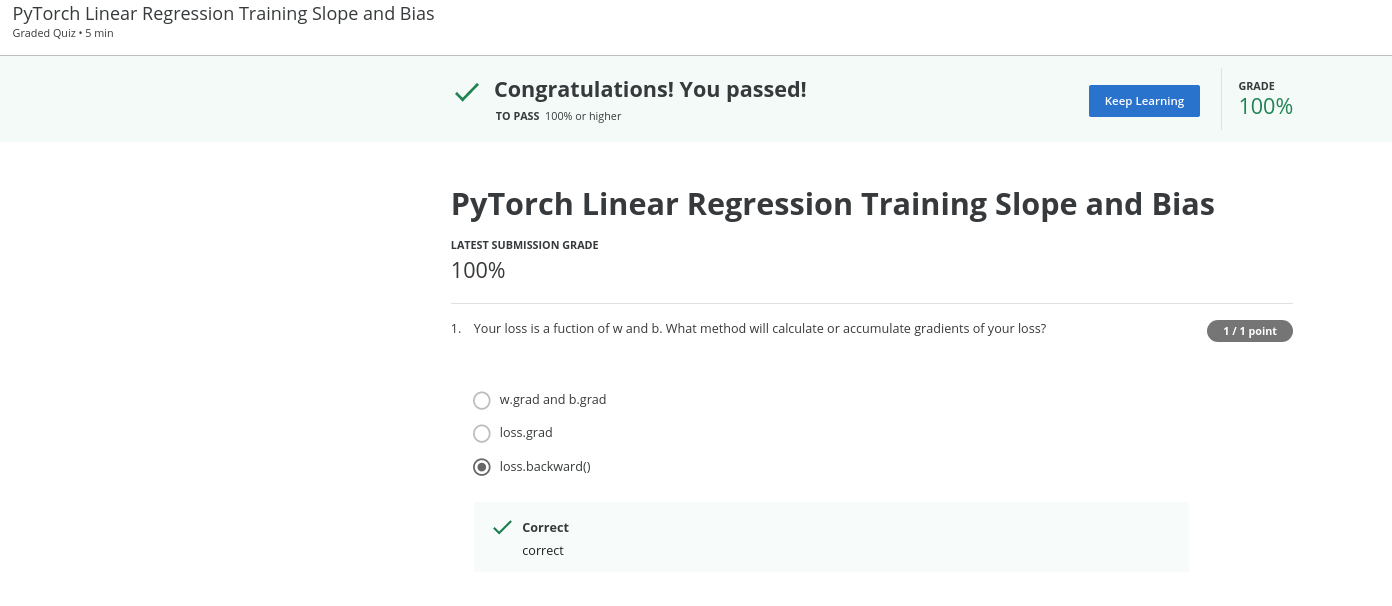 PyTorch Linear Regression Training Slope and Bias
Graded Quiz • 5 min
Congratulations! You passed!
TO PASS 100% or higher
Keep Learning
GRADE
100%
PyTorch Linear Regression Training Slope and Bias
LATEST SUBMISSION GRADE
100%
1. Your loss is a fuction of w and b. What method will calculate or accumulate gradients of your loss?
1 / 1 point
w.grad and b.grad
loss.grad
loss.backward()
Correct
correct